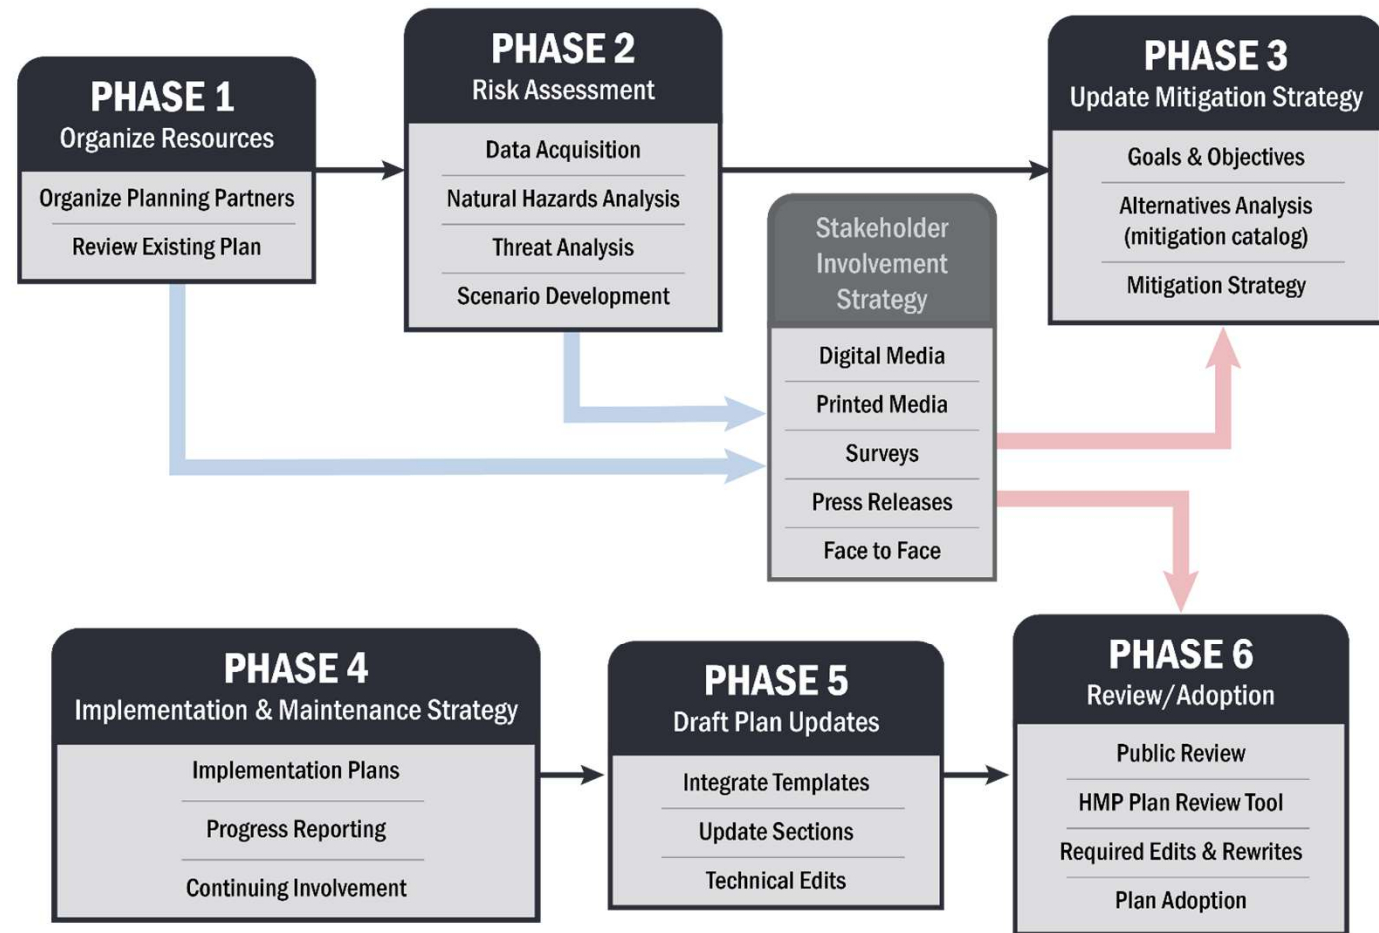 PHASE 1
Organize Resources
Organize Planning Partners
Review Existing Plan
PHASE 2
Risk Assessment
Data Acquisition
Natural Hazards Analysis
Threat Analysis
Scenario Development
PHASE 3
Update Mitigation Strategy
Goals & Objectives
Alternatives Analysis
(mitigation catalog)
Mitigation Strategy
Stakeholder
Involvement
Strategy
Digital Media
Printed Media
Surveys
Press Releases
Face to Face
PHASE 4
Implementation & Maintenance Strategy
Implementation Plans
Progress Reporting
Continuing Involvement
PHASE 5
Draft Plan Updates
Integrate Templates
Update Sections
Technical Edits
PHASE 6
Review/Adoption
Public Review
HMP Plan Review Tool
Required Edits & Rewrites
Plan Adoption